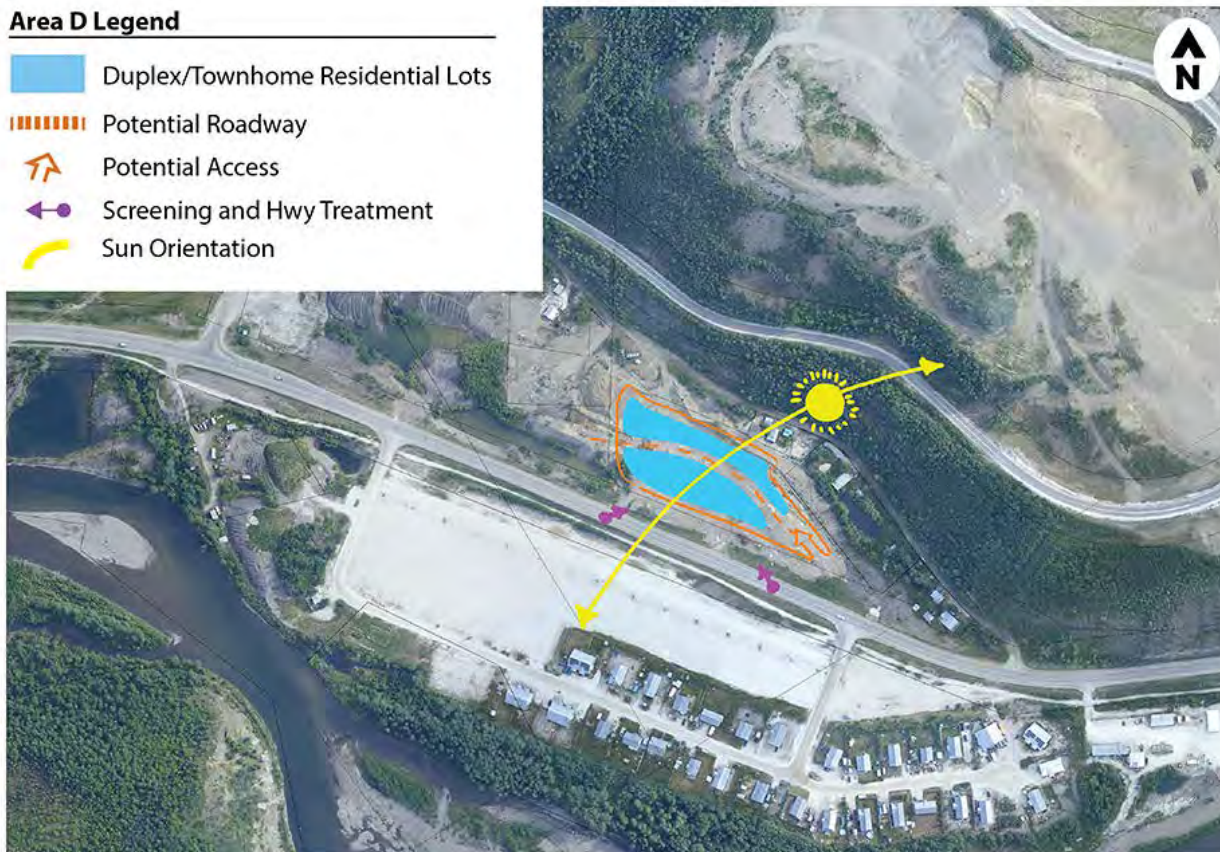 Area D Legend
Duplex/Townhome Residential Lots
Potential Roadway
Potential Access
Screening and Hwy Treatment
Sun Orientation
N